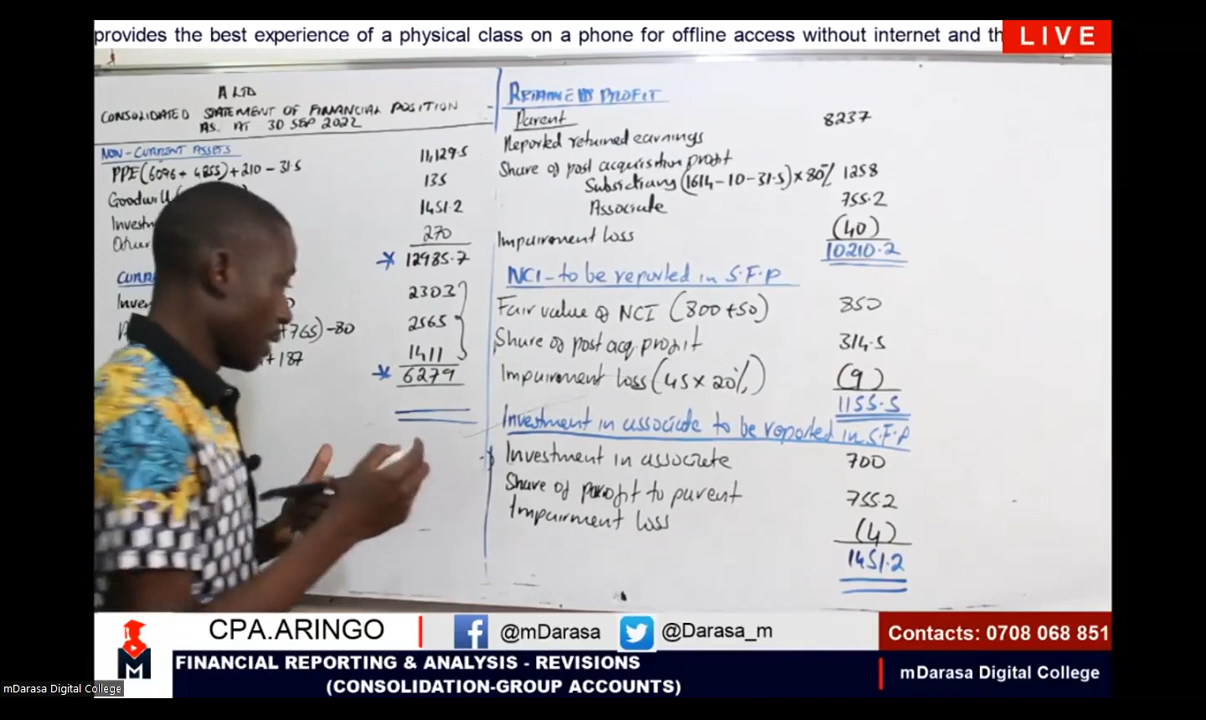 provides the best experience of a physical class on a phone for offline access without internet and th
LIVE
A LTD
CONSOLIDATED STATEMENT OF FINANCIAL POSITION
AS AT 30 SEP 2022
NON-CURRENT ASSETS
PPE (6096 + 4855) + 210 - 31.5 11,129.5
Goodwill 135
1451.2
270
12985.7
2303
+765) -80 2565
+ 187 1411
6279
RETAINED PROFIT
Parent
Reported retained earnings 8237
Share of post acquisition profit
Subsidiary (1614-10-31.5) x 80% 1258
Associate 755.2
Impairment loss (40)
10210.2
NCI - to be reported in S.F.P
Fair value of NCI (800+50) 850
Share of post acq profit 314.5
Impairment loss (45 x 20%) (9)
1155.5
Investment in associate to be reported in S.F.P
Investment in associate 700
Share of profit to parent 755.2
Impairment loss (4)
1451.2
CPA.ARINGO
@mDarasa
@Darasa_m
Contacts: 0708 068 851
M
FINANCIAL REPORTING & ANALYSIS - REVISIONS
(CONSOLIDATION-GROUP ACCOUNTS)
mDarasa Digital College
mDarasa Digital College